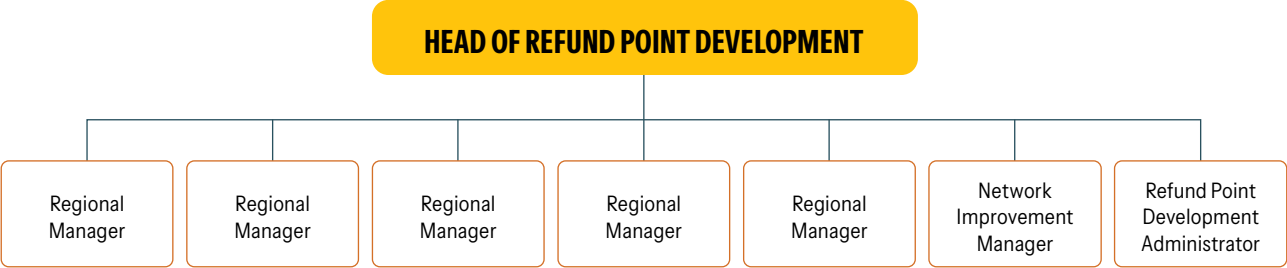 HEAD OF REFUND POINT DEVELOPMENT
Regional
Manager
Regional
Manager
Regional
Manager
Regional
Manager
Regional
Manager
Network
Improvement
Manager
Refund Point
Development
Administrator